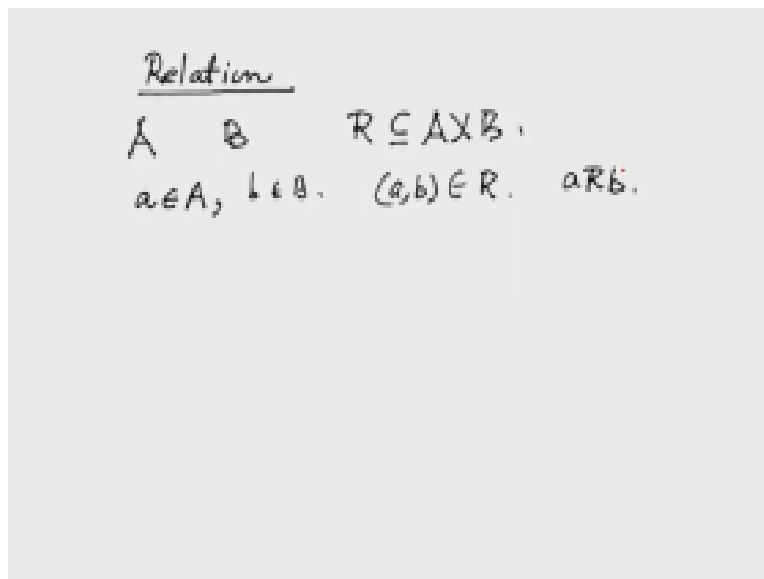 Relation
A B R ⊆ A×B.
a∈A, b∈B. (a,b)∈R. aRb.